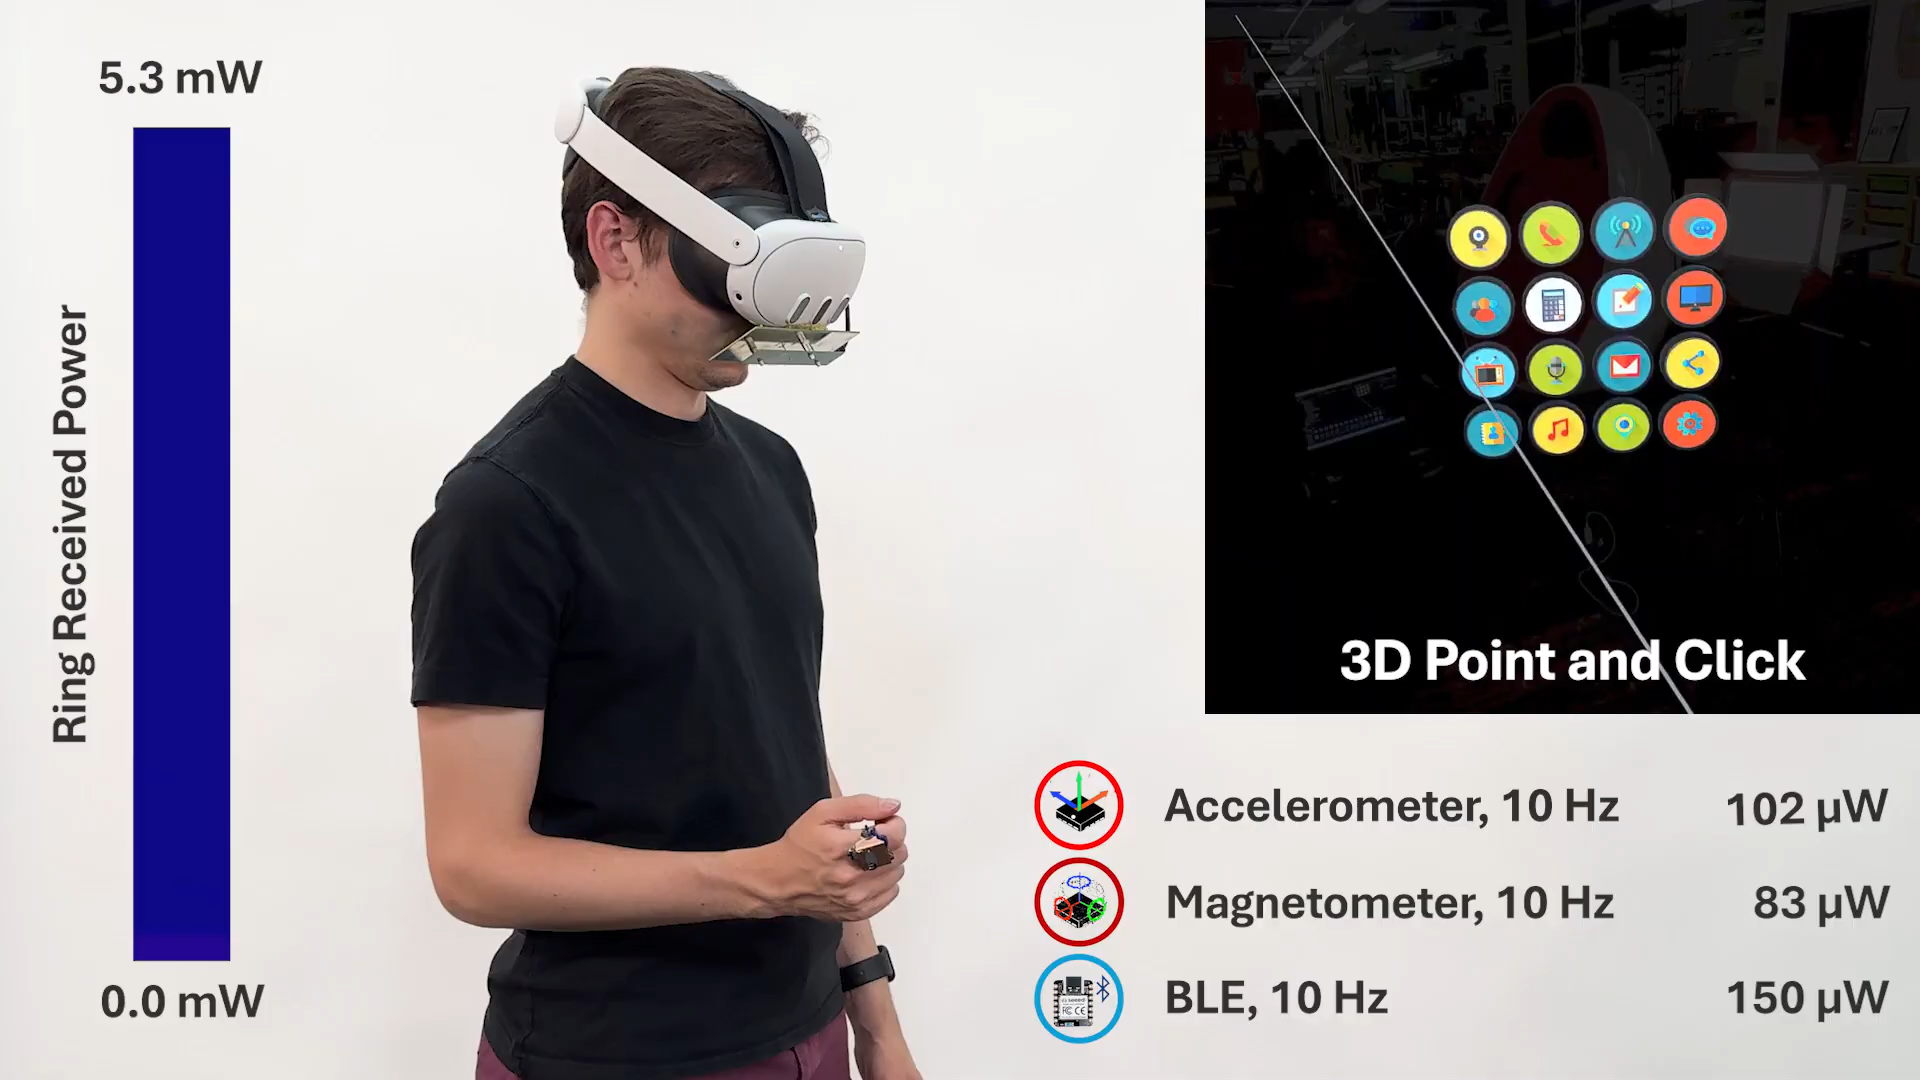 5.3 mW
Ring Received Power
0.0 mW
3D Point and Click
Accelerometer, 10 Hz 102 µW
Magnetometer, 10 Hz 83 µW
BLE, 10 Hz 150 µW